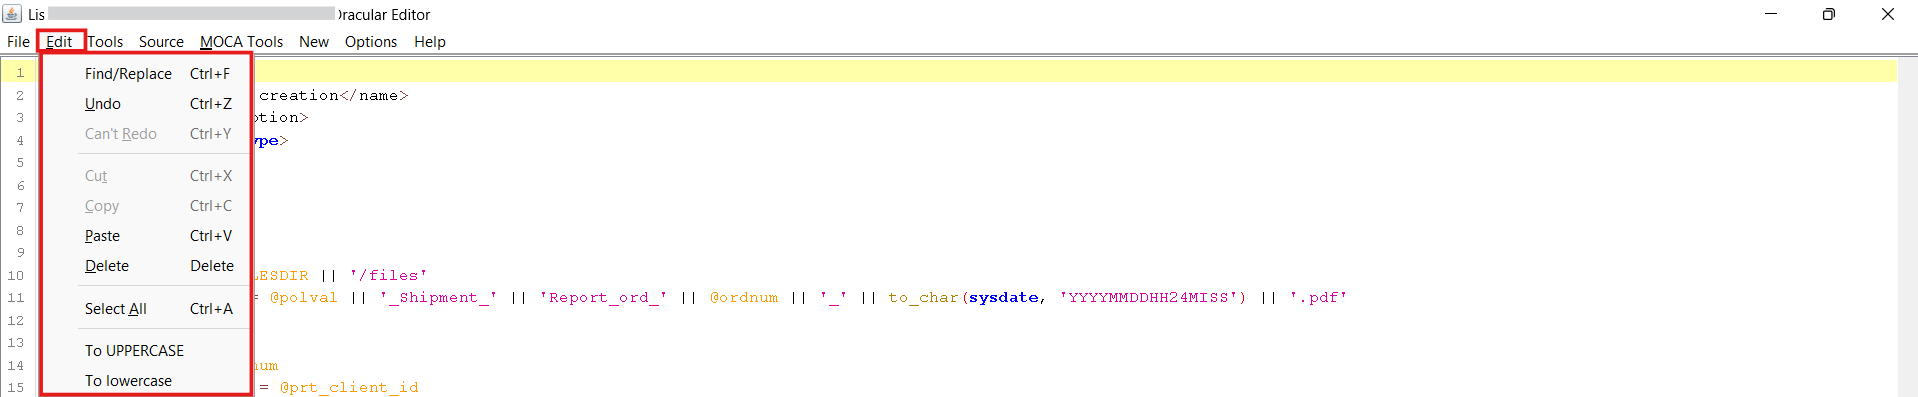 Lis racular Editor
File Edit Tools Source MOCA Tools New Options Help
1
Find/Replace Ctrl+F
2 creation</name>
Undo Ctrl+Z
3 otion>
Can't Redo Ctrl+Y
4 ype>
5
Cut Ctrl+X
6
Copy Ctrl+C
7
8
Paste Ctrl+V
9
Delete Delete
10 LESDIR || '/files'
11 = @polval || '_Shipment_' || 'Report_ord_' || @ordnum || '_' || to_char(sysdate, 'YYYYMMDDHH24MISS') || '.pdf'
Select All Ctrl+A
12
13
To UPPERCASE
14 num
To lowercase
15 = @prt_client_id